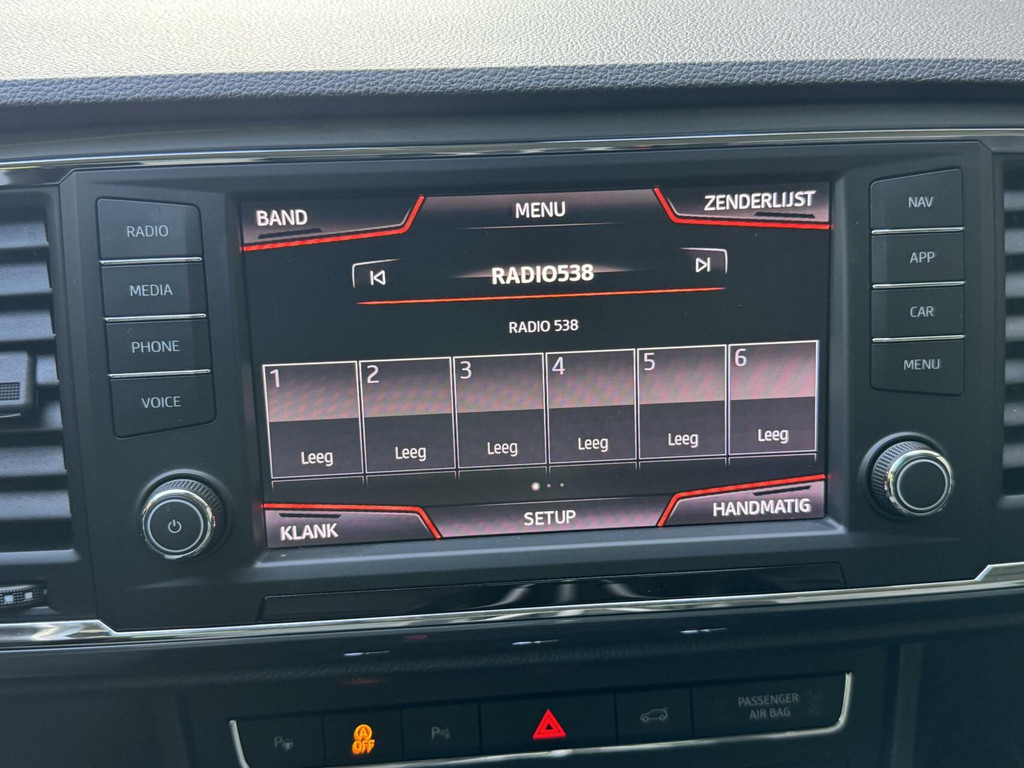 RADIO
MEDIA
PHONE
VOICE
BAND
MENU
ZENDERLIJST
RADIO538
RADIO 538
1
2
3
4
5
6
Leeg
Leeg
Leeg
Leeg
Leeg
Leeg
KLANK
SETUP
HANDMATIG
NAV
APP
CAR
MENU
P
A
OFF
P
PASSENGER
AIR BAG